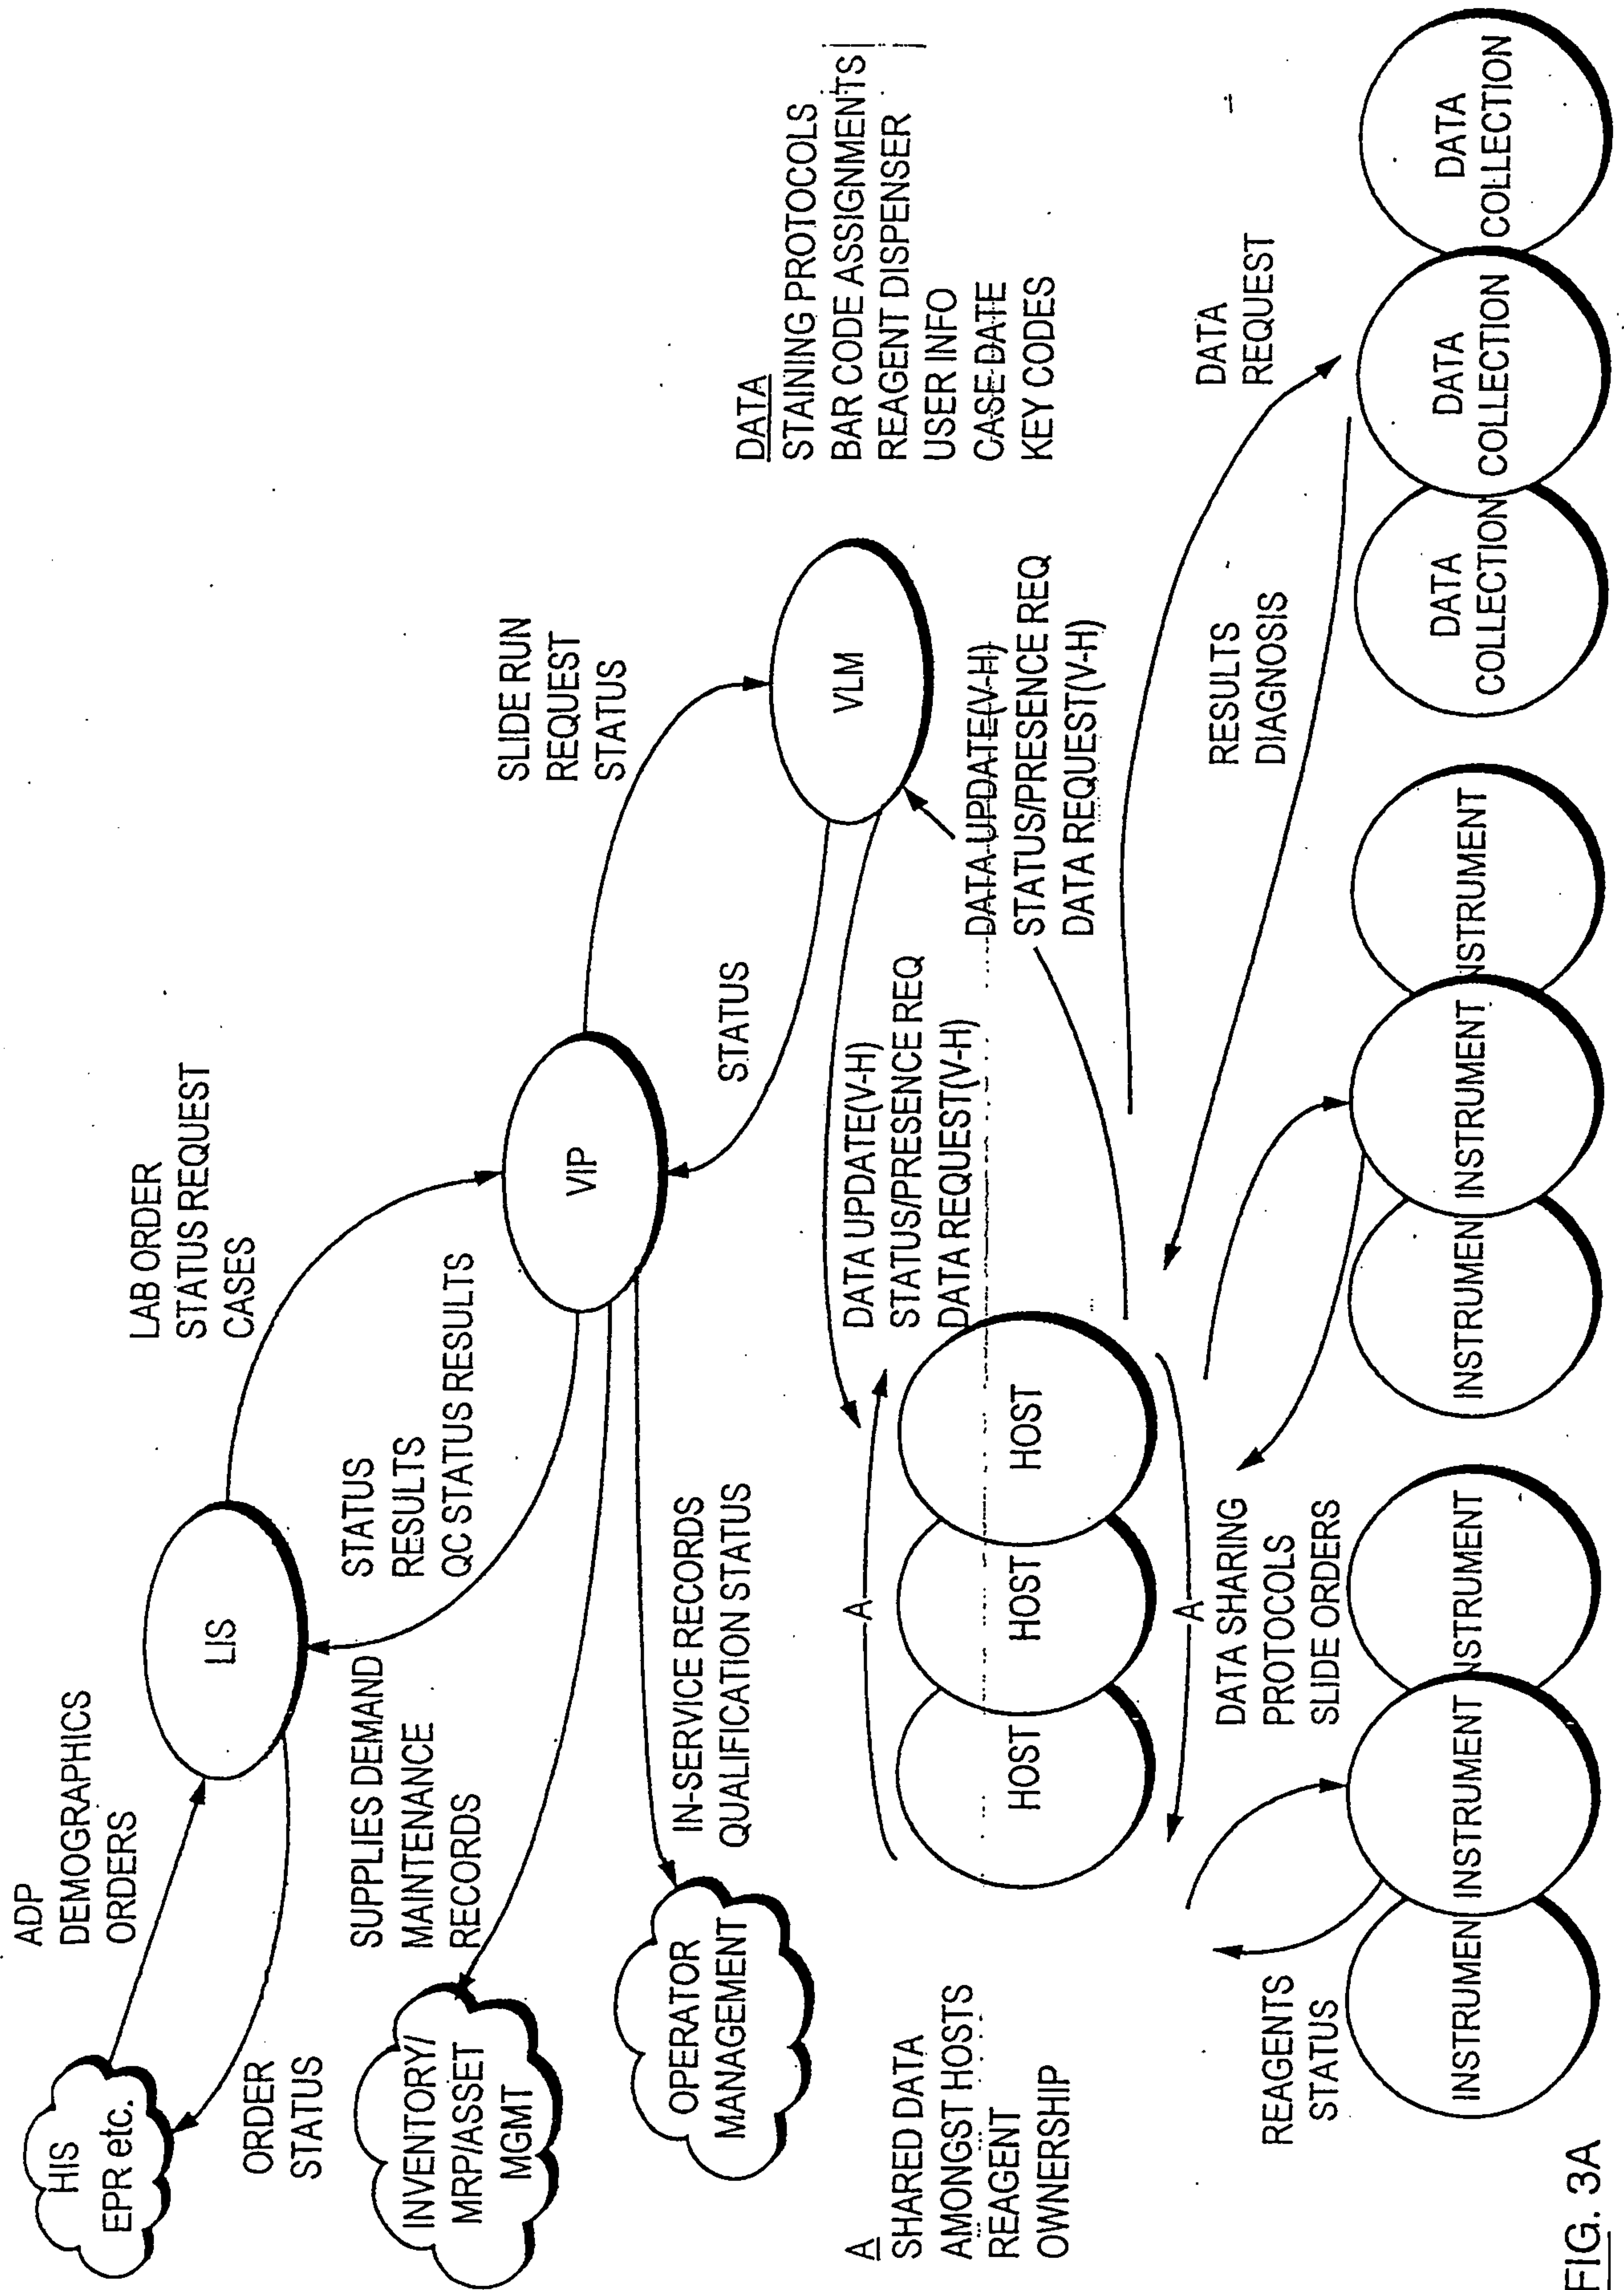 HIS
EPR etc.
ADP
DEMOGRAPHICS
ORDERS
ORDER
STATUS
LIS
LAB ORDER
STATUS REQUEST
CASES
STATUS
RESULTS
QC STATUS RESULTS
SUPPLIES DEMAND
MAINTENANCE
RECORDS
INVENTORY/
MRP/ASSET
MGMT
IN-SERVICE RECORDS
QUALIFICATION STATUS
OPERATOR
MANAGEMENT
VIP
SLIDE RUN
REQUEST
STATUS
STATUS
VLM
DATA
STAINING PROTOCOLS
BAR CODE ASSIGNMENTS
REAGENT DISPENSER
USER INFO
CASE DATE
KEY CODES
DATA UPDATE(V-H)
STATUS/PRESENCE REQ
DATA REQUEST(V-H)
DATA UPDATE(V-H)
STATUS/PRESENCE REQ
DATA REQUEST(V-H)
A
HOST
HOST
HOST
A
A
SHARED DATA
AMONGST HOSTS
REAGENT
OWNERSHIP
DATA SHARING
PROTOCOLS
SLIDE ORDERS
DATA
REQUEST
RESULTS
DIAGNOSIS
REAGENTS
STATUS
INSTRUMEN
INSTRUMENT
NSTRUMENT
INSTRUMEN
INSTRUMENT
NSTRUMENT
DATA
COLLECTION
DATA
COLLECTION
DATA
COLLECTION
FIG. 3A